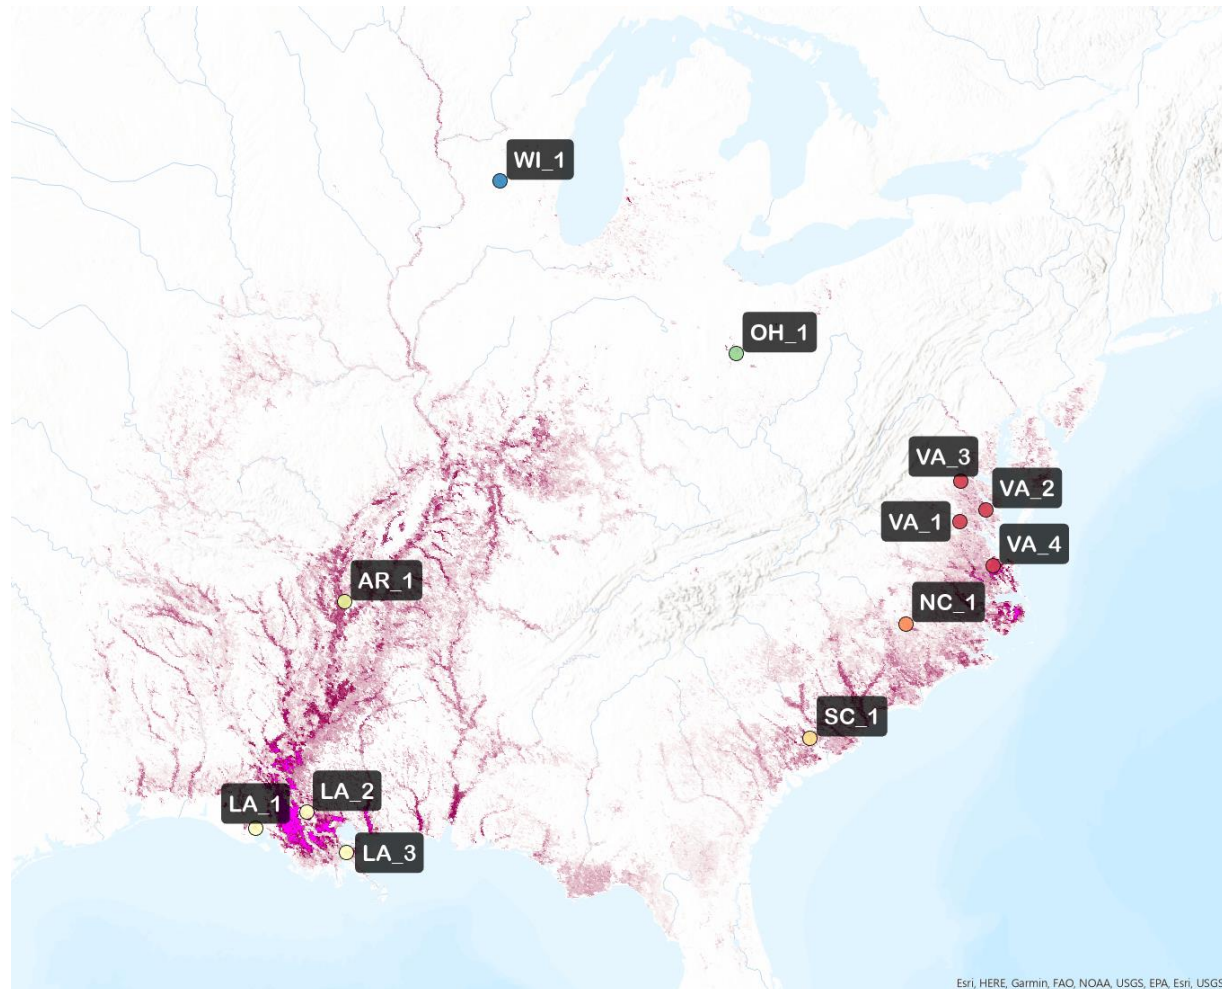 WI_1
OH_1
VA_3
VA_2
VA_1
VA_4
AR_1
NC_1
SC_1
LA_2
LA_1
LA_3
Esri, HERE, Garmin, FAO, NOAA, USGS, EPA, Esri, USGS